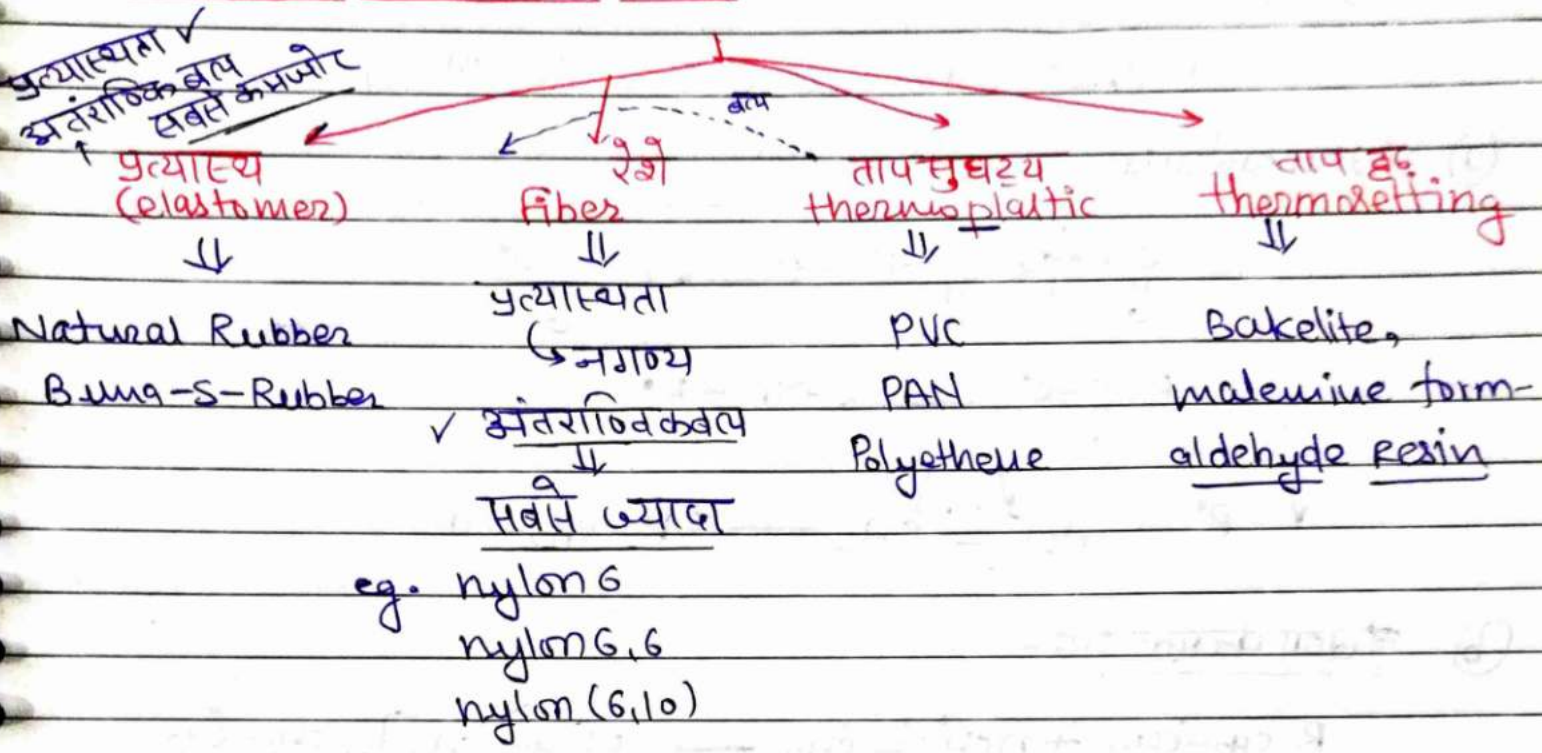 प्रत्यास्थता ✓
अंतराण्विक बल
सबसे कमजोर
बल
प्रत्यास्थ
(elastomer)
रेशे
Fiber
ताप सुघटय
thermoplastic
ताप दृढ़
thermosetting
⇓ ⇓ ⇓ ⇓
Natural Rubber
Buna-S-Rubber
प्रत्यास्थता
↳ नगण्य
✓ अंतराण्विक बल
⇓
सबसे ज्यादा
eg. nylon 6
nylon 6,6
nylon (6,10)
PVC
PAN
Polyethene
Bakelite,
malemine form-
aldehyde Resin